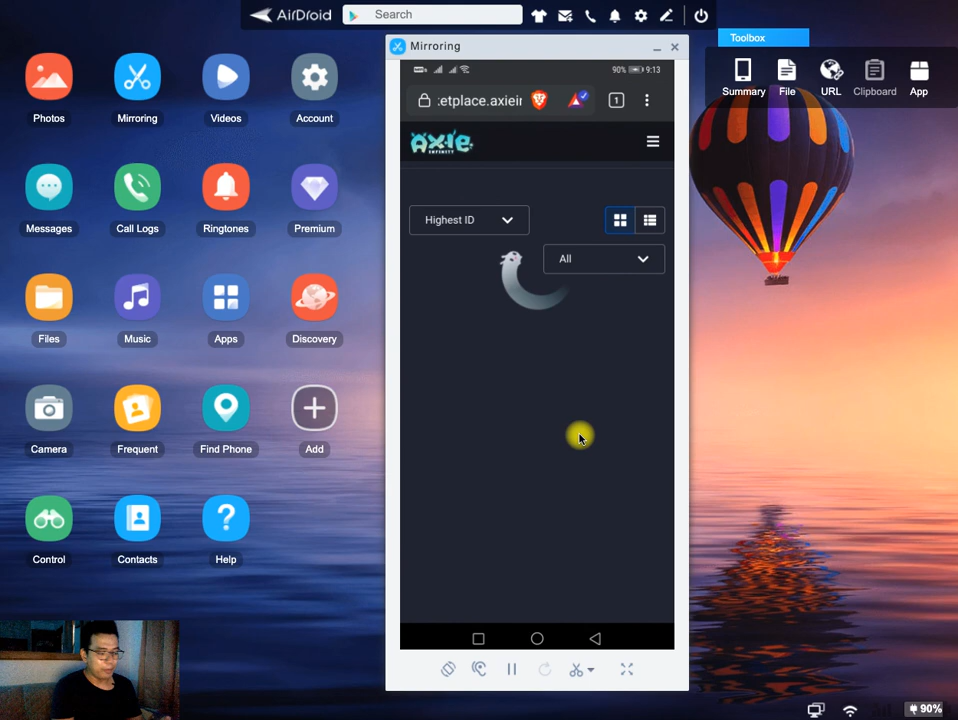 AirDroid
Search
Toolbox
Summary
File
URL
Clipboard
App
Photos
Mirroring
Videos
Account
Messages
Call Logs
Ringtones
Premium
Files
Music
Apps
Discovery
Camera
Frequent
Find Phone
Add
Control
Contacts
Help
Mirroring
90% 9:13
:etplace.axieir
1
AXIE
INFINITY
Highest ID
All
90%